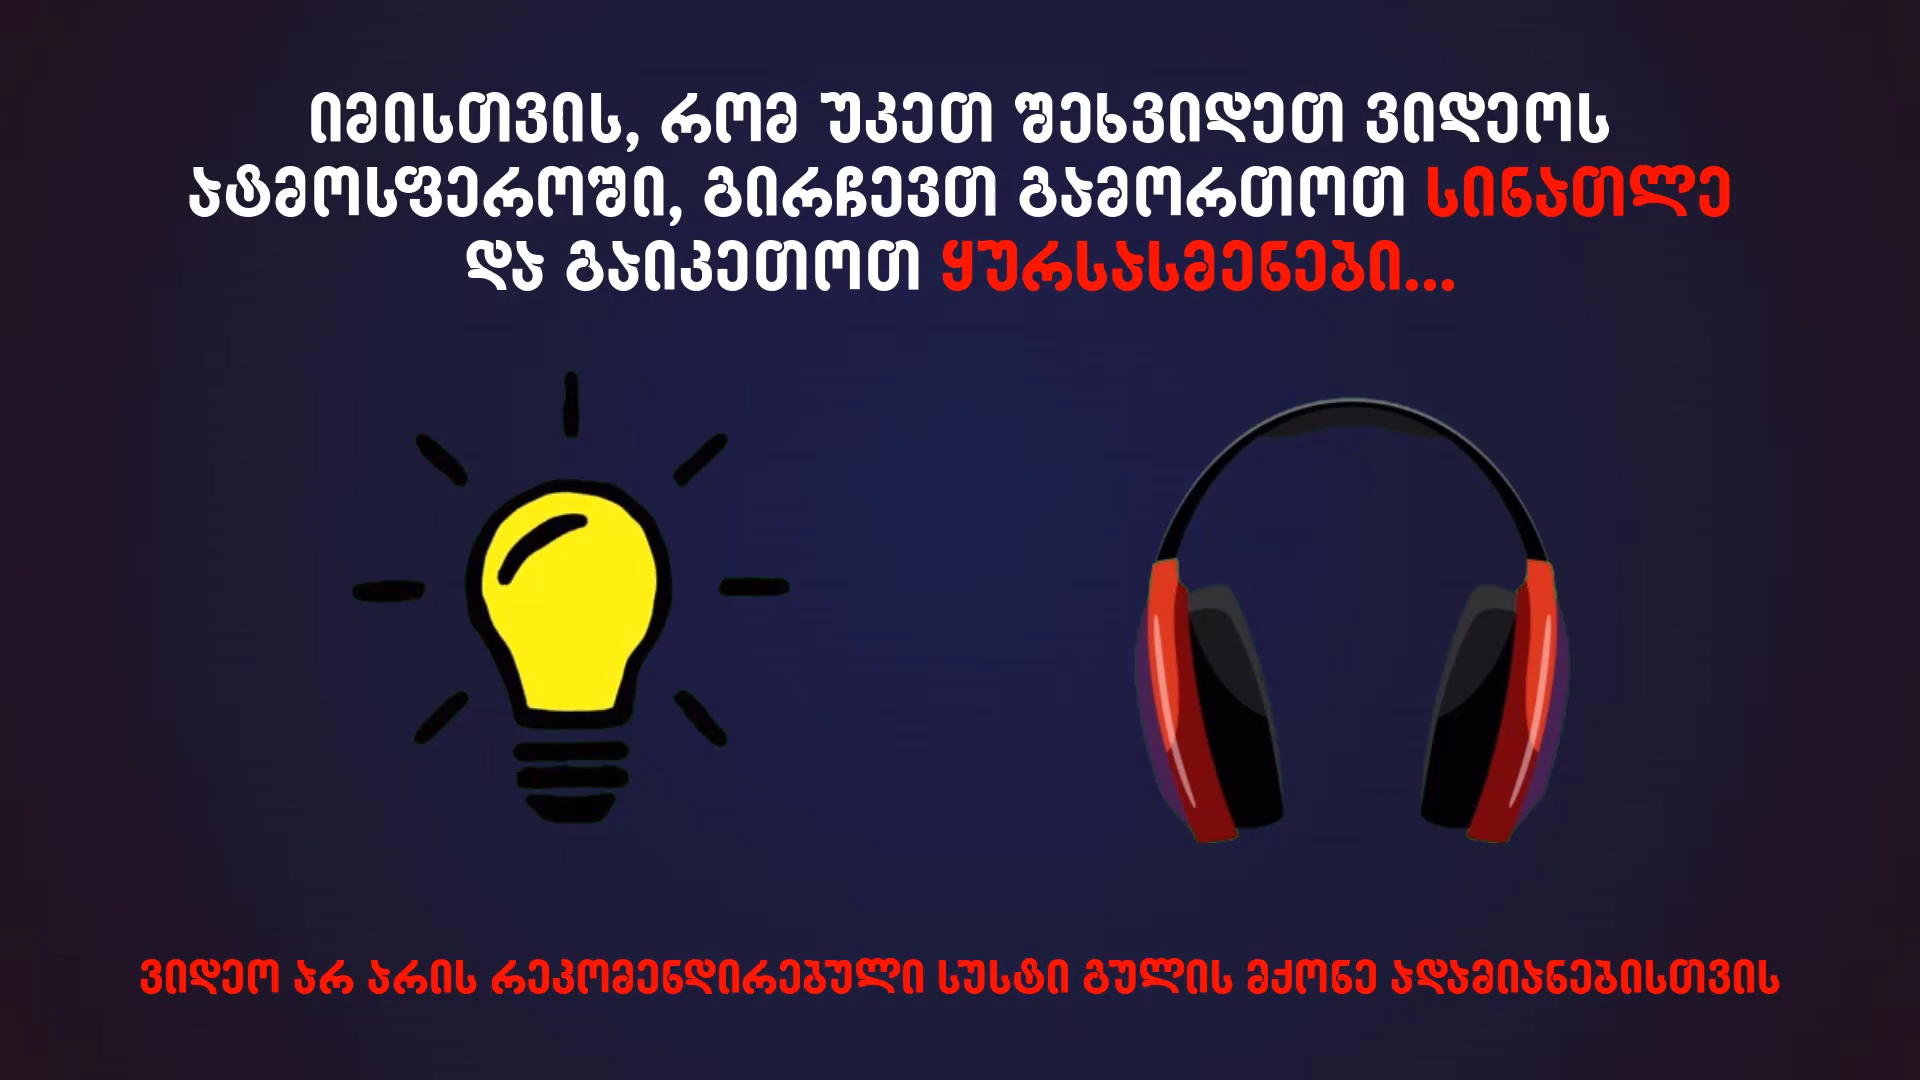 იმისთვის, რომ უკეთ შეხვიდეთ ვიდეოს
ატმოსფეროში, გირჩევთ გამორთოთ სინათლე
და გაიკეთოთ ყურსასმენები...
ვიდეო არ არის რეკომენდირებული სუსტი გულის მქონე ადამიანებისთვის